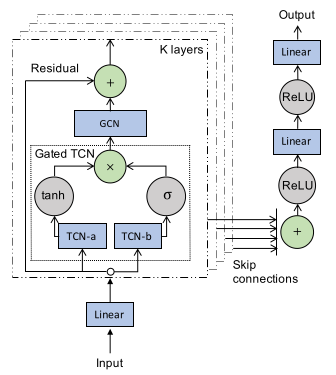 Output
Linear
ReLU
Linear
ReLU
+
Skip
connections
K layers
Residual
+
GCN
Gated TCN
×
tanh
σ
TCN-a
TCN-b
Linear
Input